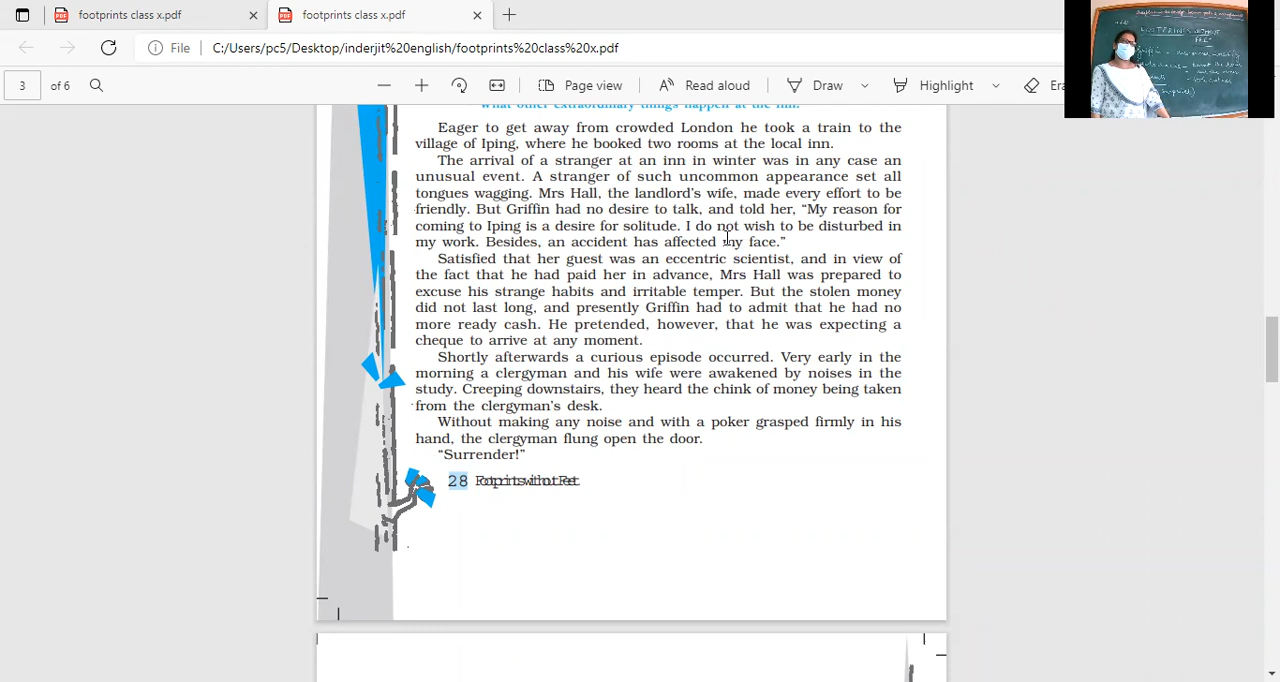 footprints class x.pdf
footprints class x.pdf
File
C:/Users/pc5/Desktop/inderjit%20english/footprints%20class%20x.pdf
3 of 6
Page view
Read aloud
Draw
Highlight
Era
What other extraordinary things happen at the inn?
Eager to get away from crowded London he took a train to the
village of Iping, where he booked two rooms at the local inn.
The arrival of a stranger at an inn in winter was in any case an
unusual event. A stranger of such uncommon appearance set all
tongues wagging. Mrs Hall, the landlord’s wife, made every effort to be
friendly. But Griffin had no desire to talk, and told her, “My reason for
coming to Iping is a desire for solitude. I do not wish to be disturbed in
my work. Besides, an accident has affected my face.”
Satisfied that her guest was an eccentric scientist, and in view of
the fact that he had paid her in advance, Mrs Hall was prepared to
excuse his strange habits and irritable temper. But the stolen money
did not last long, and presently Griffin had to admit that he had no
more ready cash. He pretended, however, that he was expecting a
cheque to arrive at any moment.
Shortly afterwards a curious episode occurred. Very early in the
morning a clergyman and his wife were awakened by noises in the
study. Creeping downstairs, they heard the chink of money being taken
from the clergyman’s desk.
Without making any noise and with a poker grasped firmly in his
hand, the clergyman flung open the door.
“Surrender!”
28
FOOTPRINTS WITHOUT
FEET